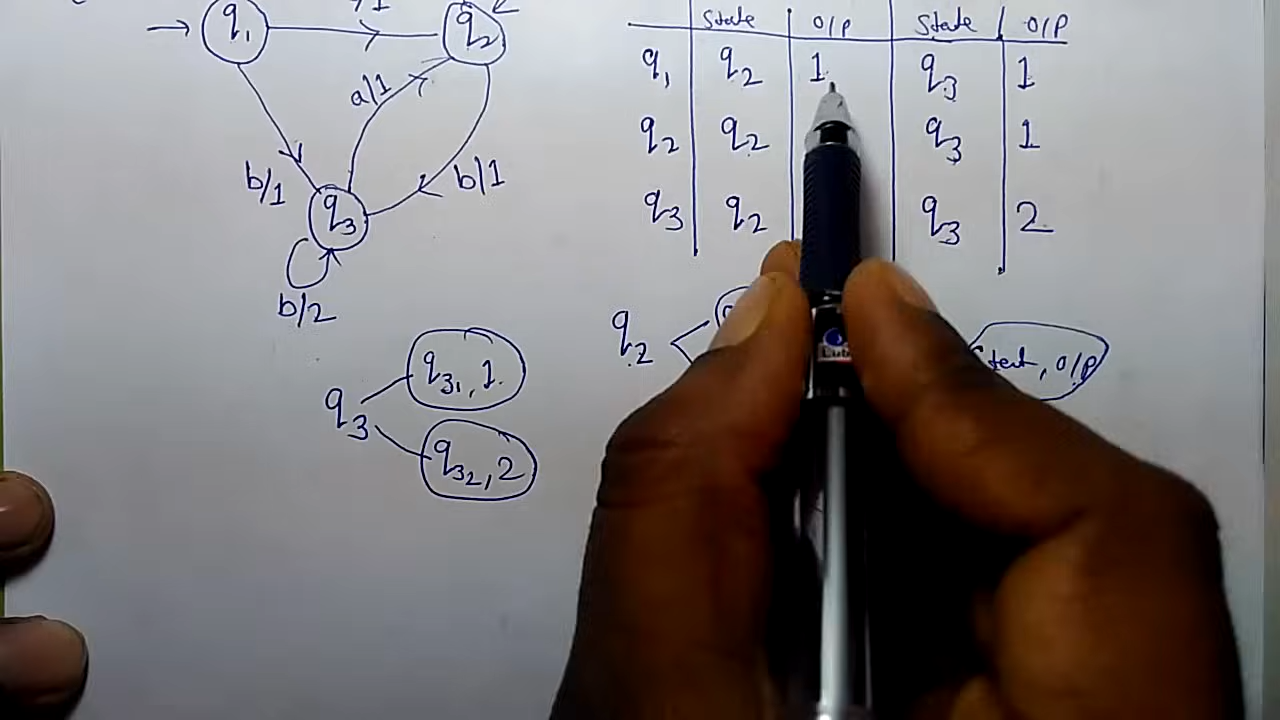 q1 q2
a/1
b/1 b/1
q3
b/2
State O/P State O/P
q1 q2 1 q3 1
q2 q2 q3 1
q3 q2 q3 2
q3 q31, 1
q32, 2
q2
, O/P
Lub